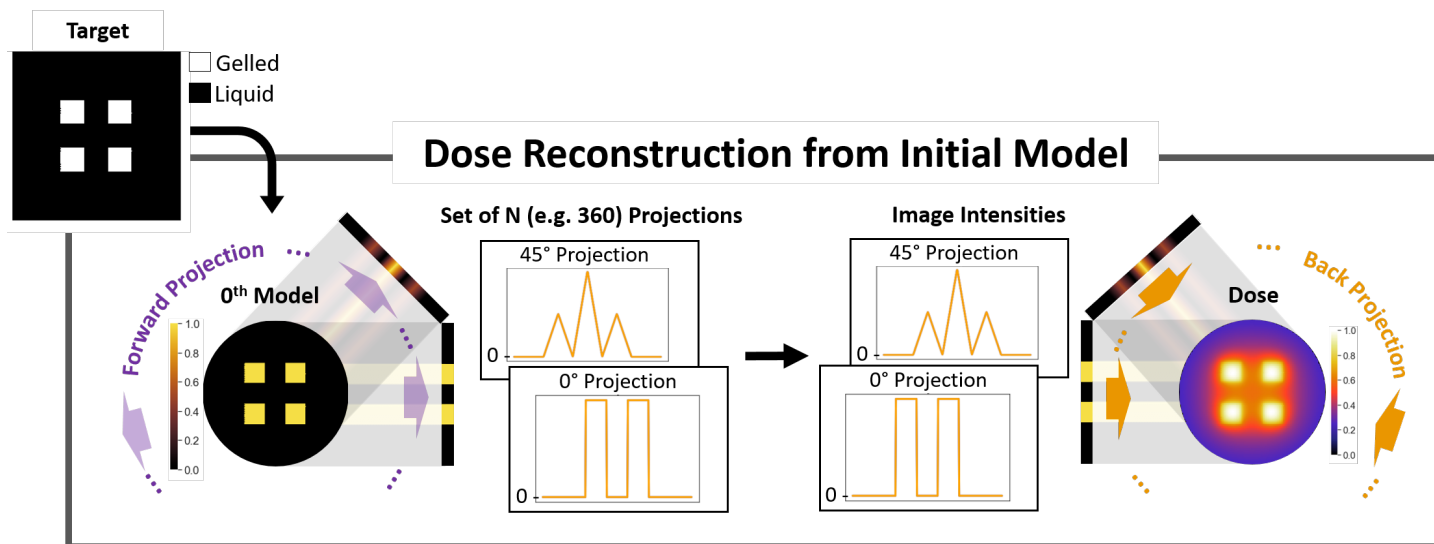 Target
Gelled
Liquid
Dose Reconstruction from Initial Model
Set of N (e.g. 360) Projections
Image Intensities
Forward Projection
0th Model
1.0
0.8
0.6
0.4
0.2
0.0
45° Projection
0
0° Projection
0
45° Projection
0
0° Projection
0
Back Projection
Dose
1.0
0.8
0.6
0.4
0.2
0.0